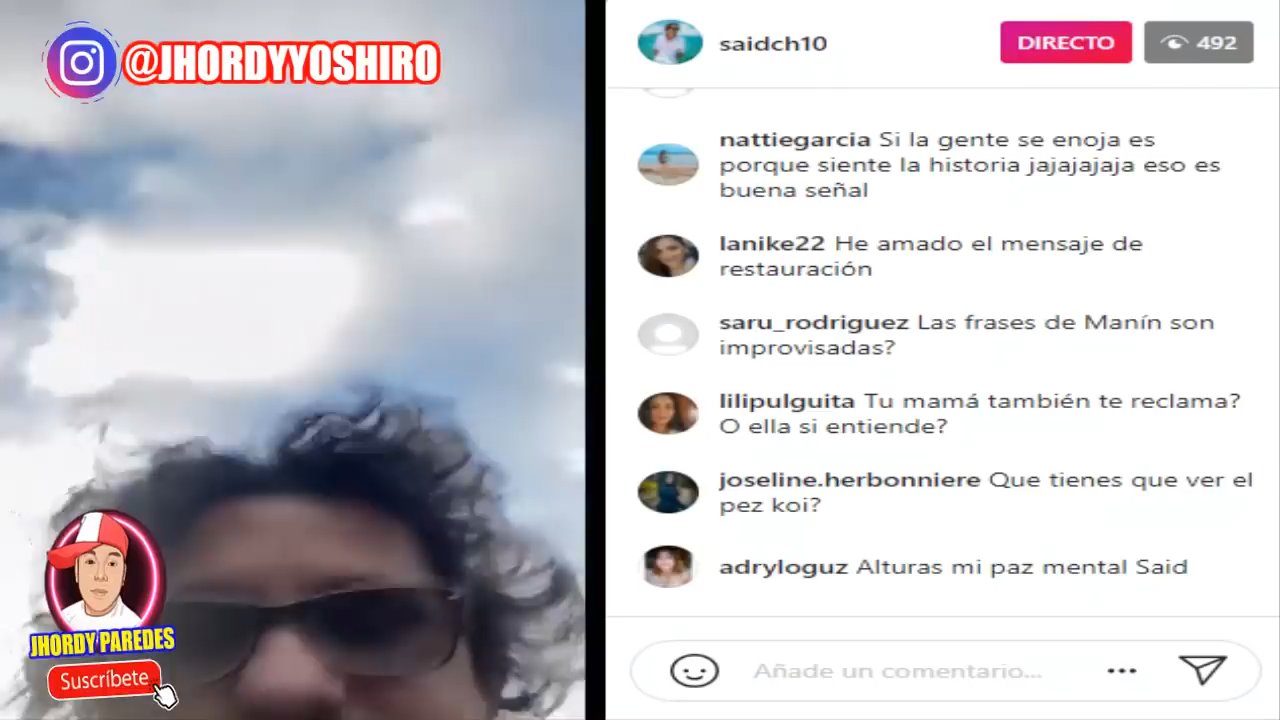 @JHORDYYOSHIRO
JHORDY PAREDES
Suscríbete
saidch10
DIRECTO
492
nattiegarcia Si la gente se enoja es
porque siente la historia jajajajaja eso es
buena señal
lanike22 He amado el mensaje de
restauración
saru_rodriguez Las frases de Manín son
improvisadas?
lilipulguita Tu mamá también te reclama?
O ella si entiende?
joseline.herbonniere Que tienes que ver el
pez koi?
adryloguz Alturas mi paz mental Said
Añade un comentario...